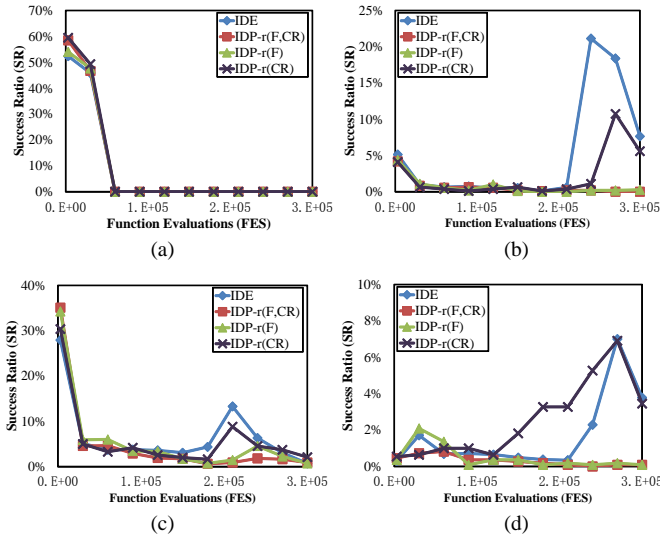 70%
60%
50%
40%
30%
20%
10%
0%
Success Ratio (SR)
IDE
IDP-r(F,CR)
IDP-r(F)
IDP-r(CR)
0.E+00 1.E+05 2.E+05 3.E+05
Function Evaluations (FES)
(a)
25%
20%
15%
10%
5%
0%
Success Ratio (SR)
IDE
IDP-r(F,CR)
IDP-r(F)
IDP-r(CR)
0.E+00 1.E+05 2.E+05 3.E+05
Function Evaluations (FES)
(b)
40%
30%
20%
10%
0%
Success Ratio (SR)
IDE
IDP-r(F,CR)
IDP-r(F)
IDP-r(CR)
0.E+00 1.E+05 2.E+05 3.E+05
Function Evaluations (FES)
(c)
10%
8%
6%
4%
2%
0%
Success Ratio (SR)
IDE
IDP-r(F,CR)
IDP-r(F)
IDP-r(CR)
0.E+00 1.E+05 2.E+05 3.E+05
Function Evaluations (FES)
(d)